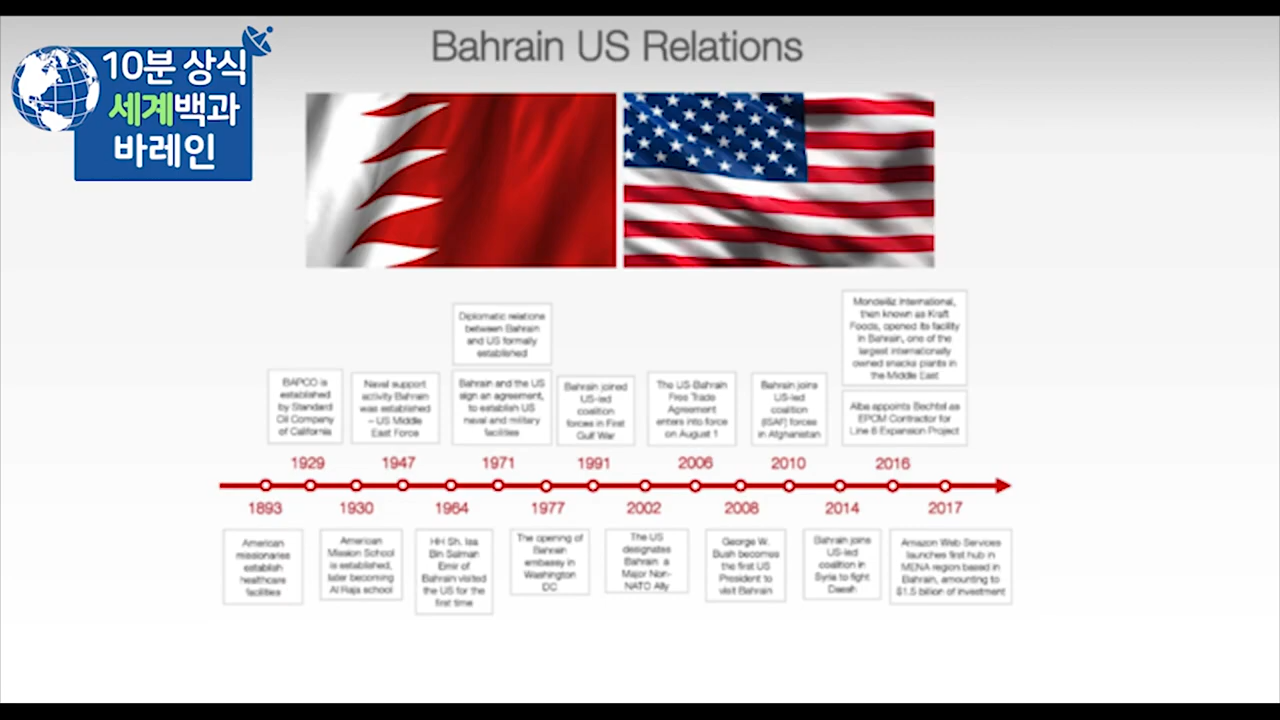 10분 상식
세계백과
바레인
Bahrain US Relations
Diplomatic relations
between Bahrain
and US formally
established
Mondelēz International,
then known as Kraft
Foods, opened its facility
in Bahrain, one of the
largest internationally
owned snacks plants in
the Middle East
BAPCO is
established
by Standard
Oil Company
of California
Naval support
activity Bahrain
was established
– US Middle
East Force
Bahrain and the US
sign an agreement,
to establish US
naval and military
facilities
Bahrain joined
US-led
coalition
forces in First
Gulf War
The US-Bahrain
Free Trade
Agreement
enters into force
on August 1
Bahrain joins
US-led
coalition
(ISAF) forces
in Afghanistan
Alba appoints Bechtel as
EPCM Contractor for
Line 6 Expansion Project
1929 1947 1971 1991 2006 2010 2016
1893 1930 1964 1977 2002 2008 2014 2017
American
missionaries
establish
healthcare
facilities
American
Mission School
is established,
later becoming
Al Raja school
HH Sh. Isa
Bin Salman
Emir of
Bahrain visited
the US for the
first time
The opening of
Bahrain
embassy in
Washington
DC
The US
designates
Bahrain a
Major Non-
NATO Ally
George W.
Bush becomes
the first US
President to
visit Bahrain
Bahrain joins
US-led
coalition in
Syria to fight
Daesh
Amazon Web Services
launches first hub in
MENA region based in
Bahrain, amounting to
$1.5 billion of investment